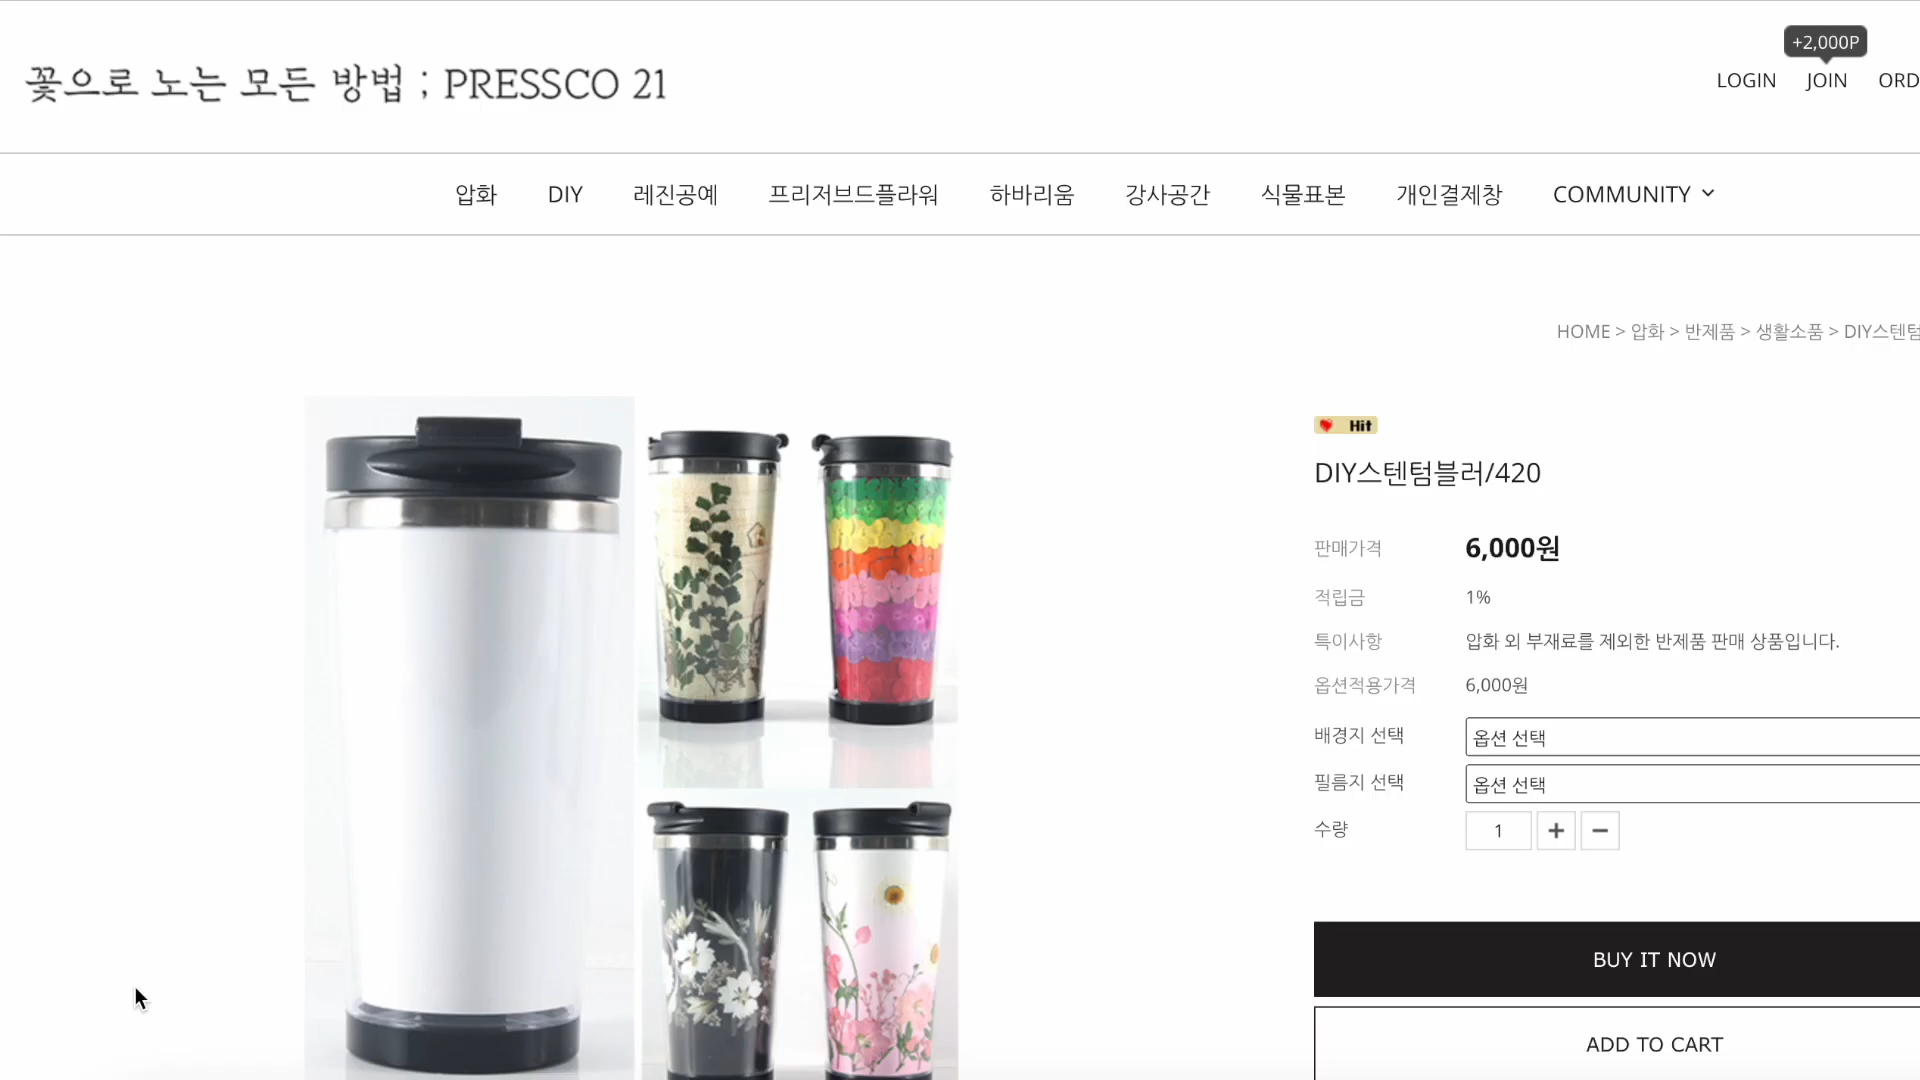 +2,000P
꽃으로 노는 모든 방법 ; PRESSCO 21
LOGIN JOIN ORD
압화 DIY 레진공예 프리저브드플라워 하바리움 강사공간 식물표본 개인결제창 COMMUNITY
HOME > 압화 > 반제품 > 생활소품 > DIY스텐텀
Hit
DIY스텐텀블러/420
판매가격 6,000원
적립금 1%
특이사항 압화 외 부재료를 제외한 반제품 판매 상품입니다.
옵션적용가격 6,000원
배경지 선택 옵션 선택
필름지 선택 옵션 선택
수량 1 + −
BUY IT NOW
ADD TO CART